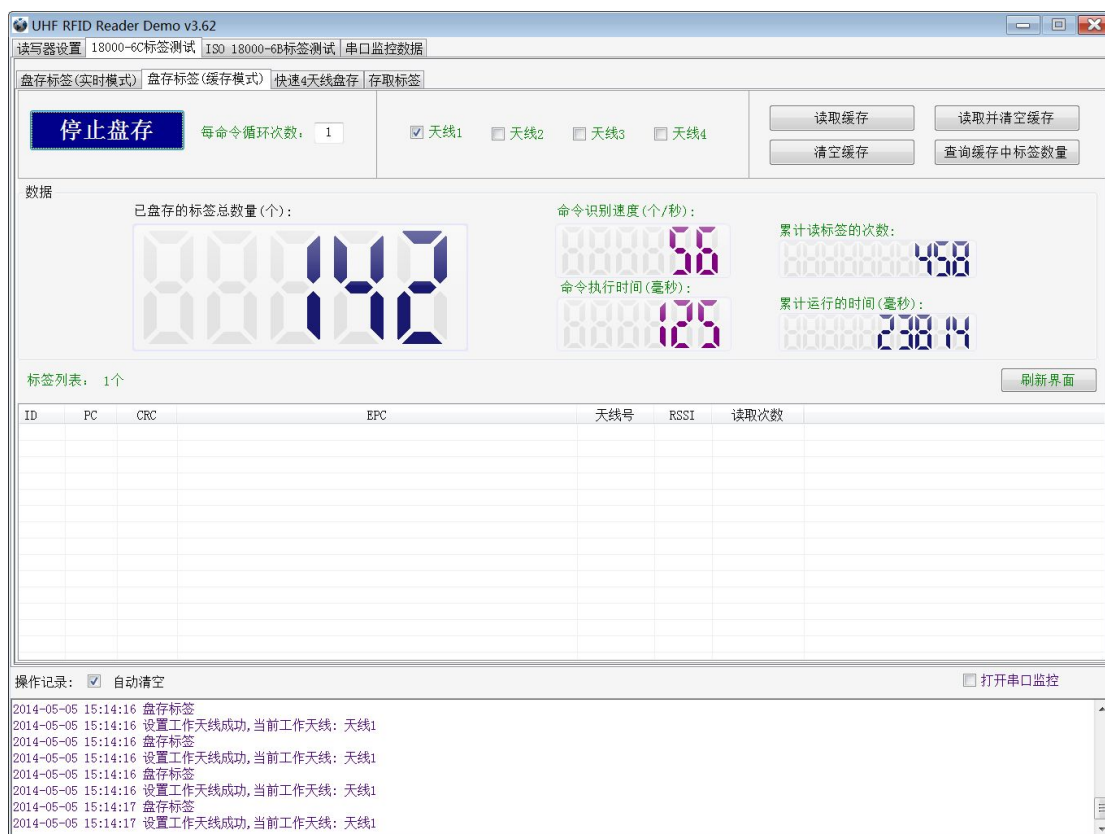 UHF RFID Reader Demo v3.62
读写器设置 18000-6C标签测试 ISO 18000-6B标签测试 串口监控数据
盘存标签(实时模式) 盘存标签(缓存模式) 快速4天线盘存 存取标签
停止盘存 每命令循环次数: 1 天线1 天线2 天线3 天线4 读取缓存 读取并清空缓存
清空缓存 查询缓存中标签数量
数据
已盘存的标签总数量(个): 命令识别速度(个/秒):
142 56 累计读标签的次数:
458
命令执行时间(毫秒):
125 累计运行的时间(毫秒):
23814
标签列表: 1个 刷新界面
ID PC CRC EPC 天线号 RSSI 读取次数
操作记录: 自动清空 打开串口监控
2014-05-05 15:14:16 盘存标签
2014-05-05 15:14:16 设置工作天线成功,当前工作天线: 天线1
2014-05-05 15:14:16 盘存标签
2014-05-05 15:14:16 设置工作天线成功,当前工作天线: 天线1
2014-05-05 15:14:16 盘存标签
2014-05-05 15:14:16 设置工作天线成功,当前工作天线: 天线1
2014-05-05 15:14:17 盘存标签
2014-05-05 15:14:17 设置工作天线成功,当前工作天线: 天线1